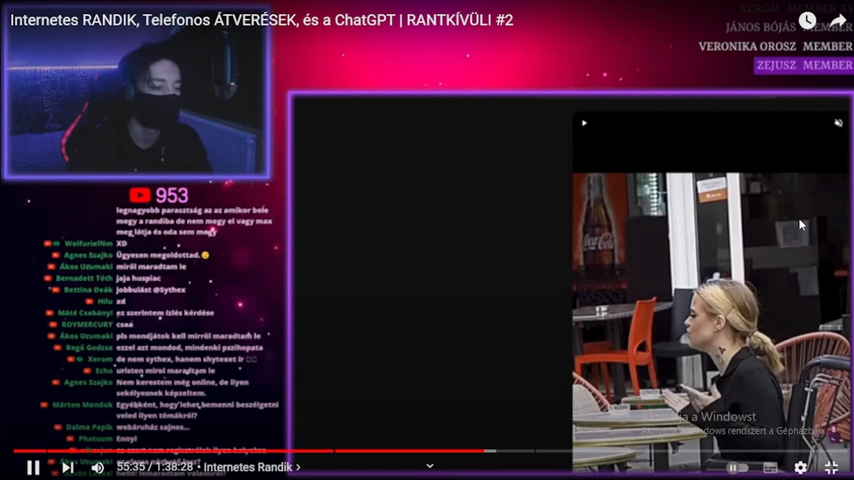 Internetes RANDIK, Telefonos ÁTVERÉSEK, és a ChatGPT | RANTKÍVÜLI #2
XEROM MEMBER X3
JÁNOS BÓJÁS MEMBER
VERONIKA OROSZ MEMBER
ZEJUSZ MEMBER
953
legnagyobb parasztság az az amikor bele
megy a randiba de nem megy el vagy max
meg látja és oda sem megy
WolfurielNm XD
Agnes Szajko Ügyesen megoldottad.
Ákos Uzumaki miről maradtam le
Bernadett Tóth jaja huspiac
Bettina Deák jobbulást @Sythex
Hilu xd
Máté Csabányi ez szerintem ízlés kérdése
ROYMERCURY csaá
Ákos Uzumaki pls mondjátok kell mirről maradtam le
Regő Godzsa ezzel azt mondod, mindenki pszihopata
Xerom de nem sythex, hanem shytexet ír
Echo uristen mirol maradtam le
Agnes Szajko Nem kerestem még online, de ilyen
sekélyesnek képzeltem.
Márton Menduk Egyébként, hogy lehet bemenni beszélgetni
veled ilyen témákról?
Dalma Papik webáruház sajnos...
Phatuum Ennyi
Coca-Cola
a Windowst
rendszert a Gépházban.
55:35 / 1:38:28 • Internetes Randik ›